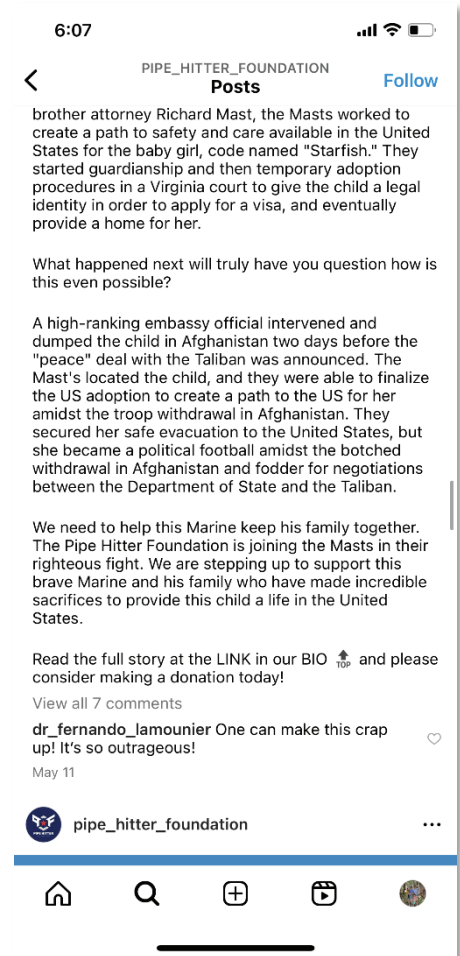 6:07
PIPE_HITTER_FOUNDATION
Posts
Follow
brother attorney Richard Mast, the Masts worked to
create a path to safety and care available in the United
States for the baby girl, code named "Starfish." They
started guardianship and then temporary adoption
procedures in a Virginia court to give the child a legal
identity in order to apply for a visa, and eventually
provide a home for her.
What happened next will truly have you question how is
this even possible?
A high-ranking embassy official intervened and
dumped the child in Afghanistan two days before the
"peace" deal with the Taliban was announced. The
Mast's located the child, and they were able to finalize
the US adoption to create a path to the US for her
amidst the troop withdrawal in Afghanistan. They
secured her safe evacuation to the United States, but
she became a political football amidst the botched
withdrawal in Afghanistan and fodder for negotiations
between the Department of State and the Taliban.
We need to help this Marine keep his family together.
The Pipe Hitter Foundation is joining the Masts in their
righteous fight. We are stepping up to support this
brave Marine and his family who have made incredible
sacrifices to provide this child a life in the United
States.
Read the full story at the LINK in our BIO 🔝 and please
consider making a donation today!
View all 7 comments
dr_fernando_lamounier One can make this crap
up! It's so outrageous!
May 11
pipe_hitter_foundation